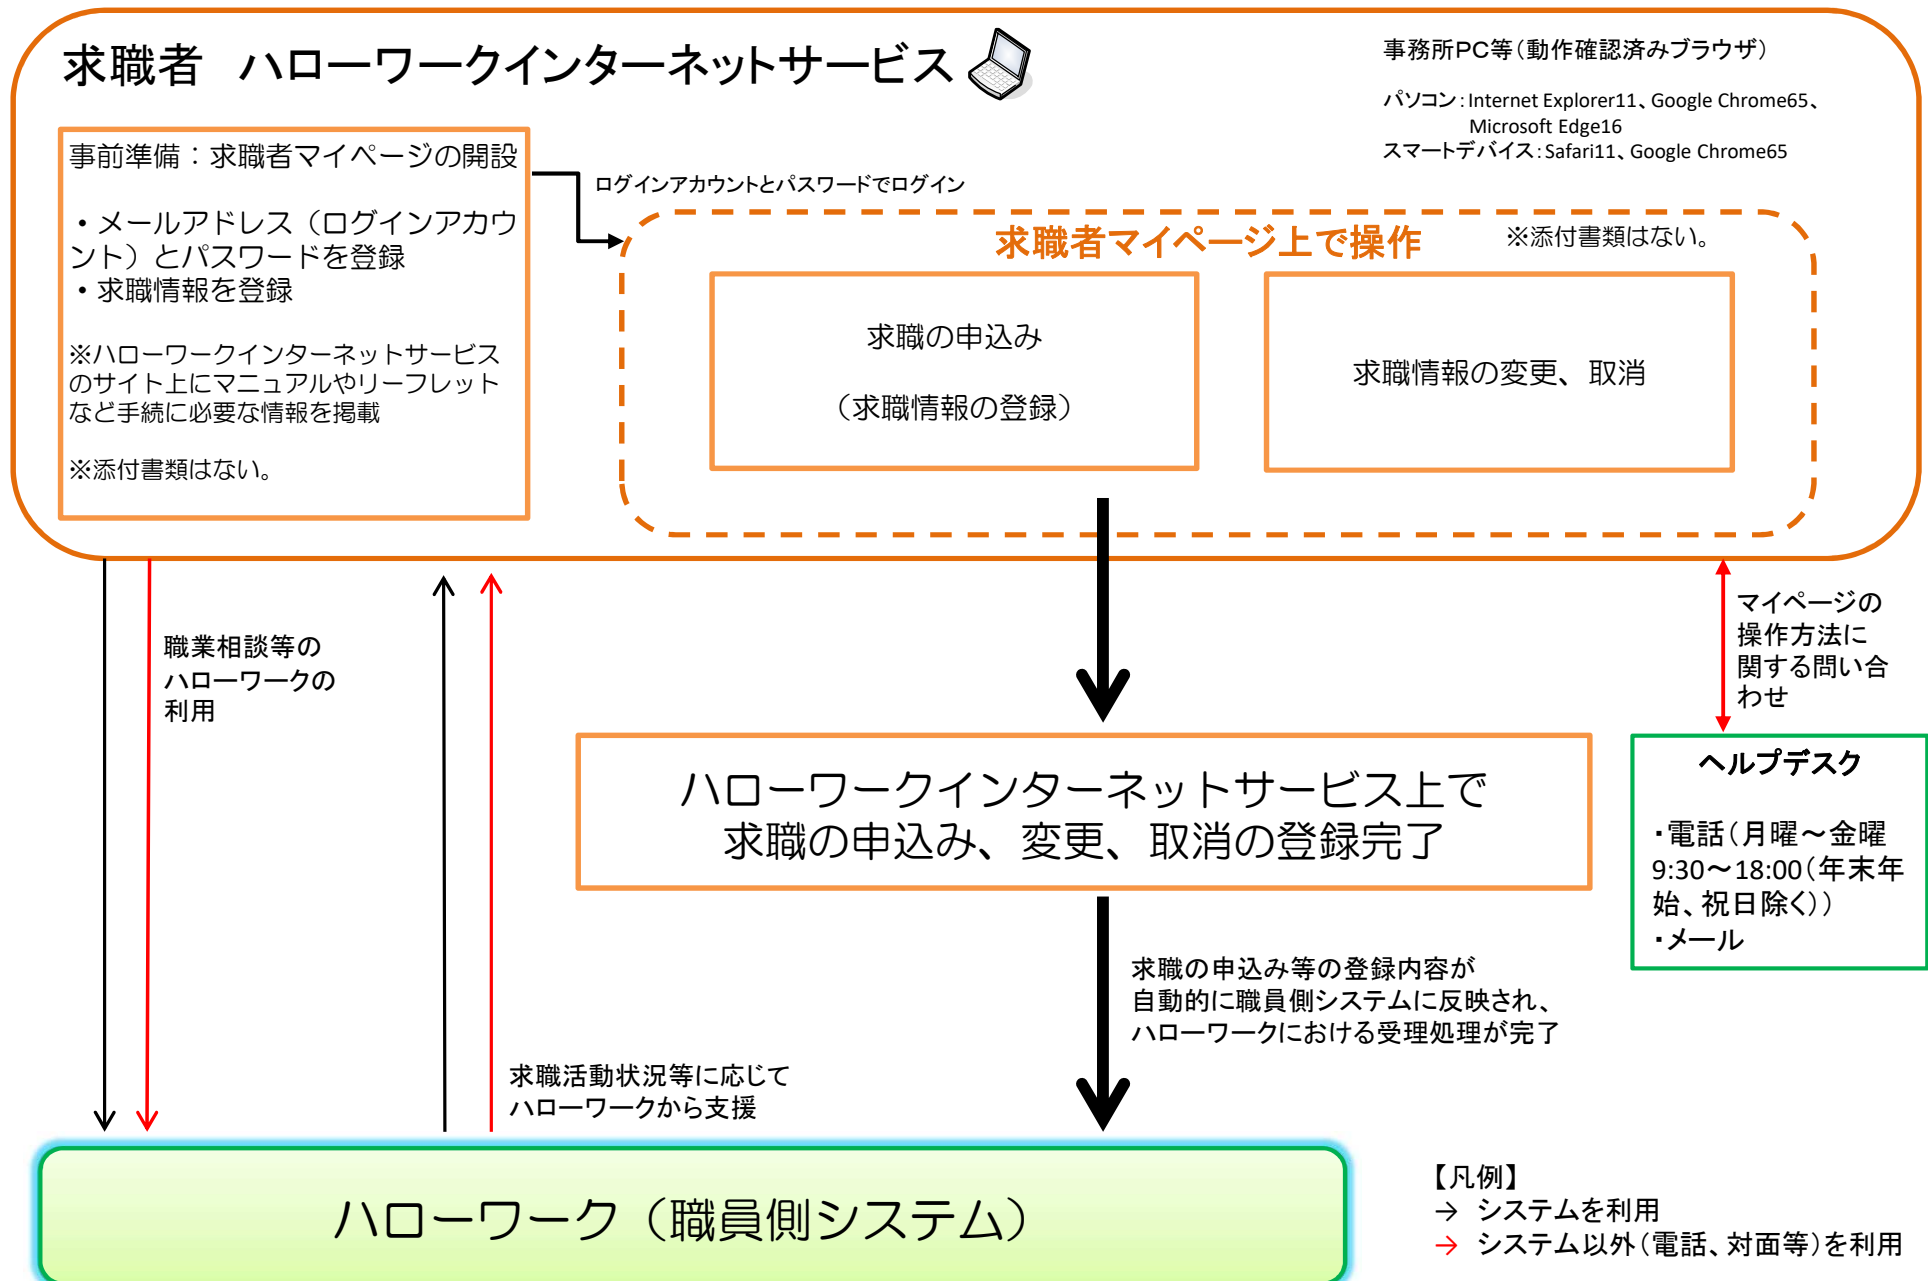 求職者　ハローワークインターネットサービス
事務所PC等（動作確認済みブラウザ）
パソコン：Internet Explorer11、Google Chrome65、
Microsoft Edge16
スマートデバイス：Safari11、Google Chrome65
事前準備：求職者マイページの開設
・メールアドレス（ログインアカウ
ント）とパスワードを登録
・求職情報を登録
※ハローワークインターネットサービス
のサイト上にマニュアルやリーフレット
など手続に必要な情報を掲載
※添付書類はない。
ログインアカウントとパスワードでログイン
求職者マイページ上で操作
※添付書類はない。
求職の申込み
（求職情報の登録）
求職情報の変更、取消
職業相談等の
ハローワークの
利用
マイページの
操作方法に
関する問い合
わせ
ハローワークインターネットサービス上で
求職の申込み、変更、取消の登録完了
ヘルプデスク
・電話（月曜～金曜
9:30～18:00（年末年
始、祝日除く））
・メール
求職の申込み等の登録内容が
自動的に職員側システムに反映され、
ハローワークにおける受理処理が完了
求職活動状況等に応じて
ハローワークから支援
ハローワーク（職員側システム）
【凡例】
→ システムを利用
→ システム以外（電話、対面等）を利用